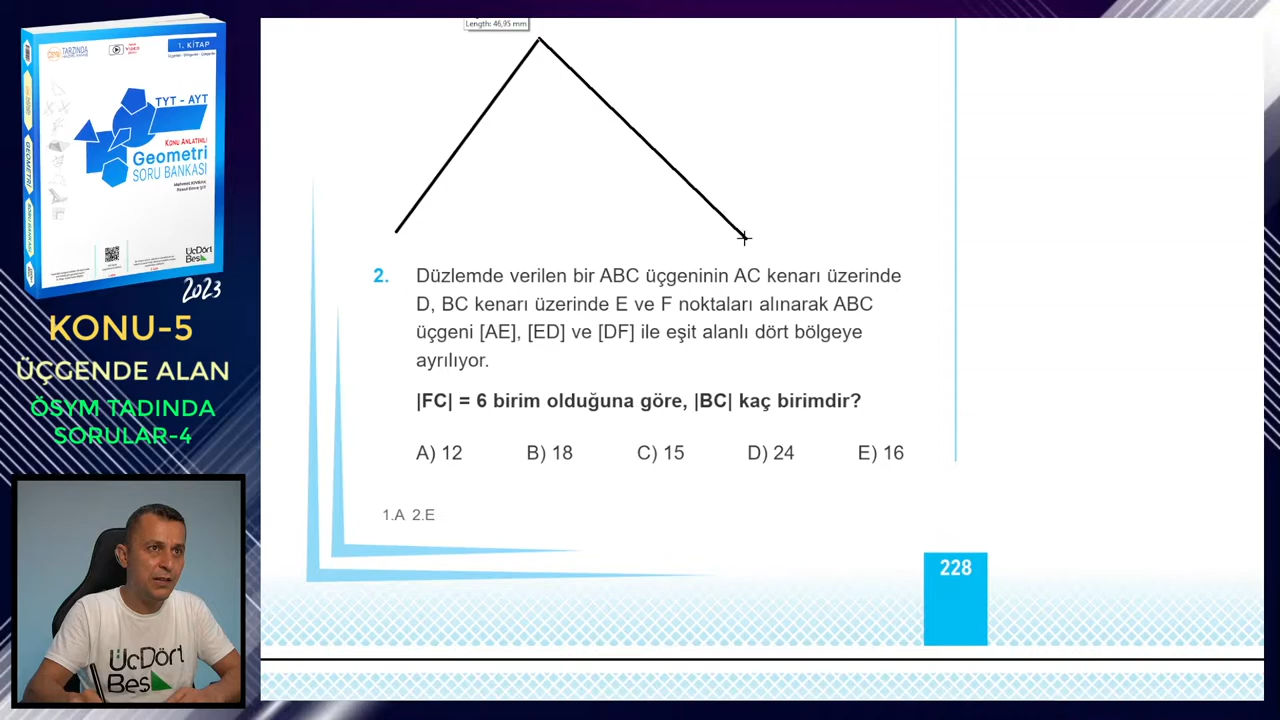 Length: 46,95 mm
1. KİTAP
TYT - AYT
KONU ANLATIMLI
Geometri
SORU BANKASI
ÜçDört
Beş
2023
KONU-5
ÜÇGENDE ALAN
ÖSYM TADINDA
SORULAR-4
ÜçDört
Beş
2. Düzlemde verilen bir ABC üçgeninin AC kenarı üzerinde
D, BC kenarı üzerinde E ve F noktaları alınarak ABC
üçgeni [AE], [ED] ve [DF] ile eşit alanlı dört bölgeye
ayrılıyor.
|FC| = 6 birim olduğuna göre, |BC| kaç birimdir?
A) 12 B) 18 C) 15 D) 24 E) 16
1.A 2.E
228